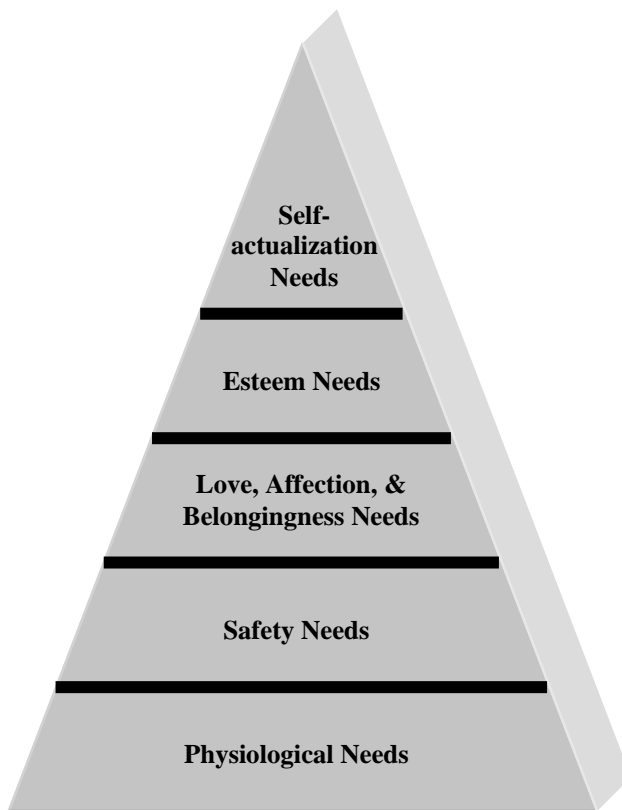 Self-
actualization
Needs
Esteem Needs
Love, Affection, &
Belongingness Needs
Safety Needs
Physiological Needs